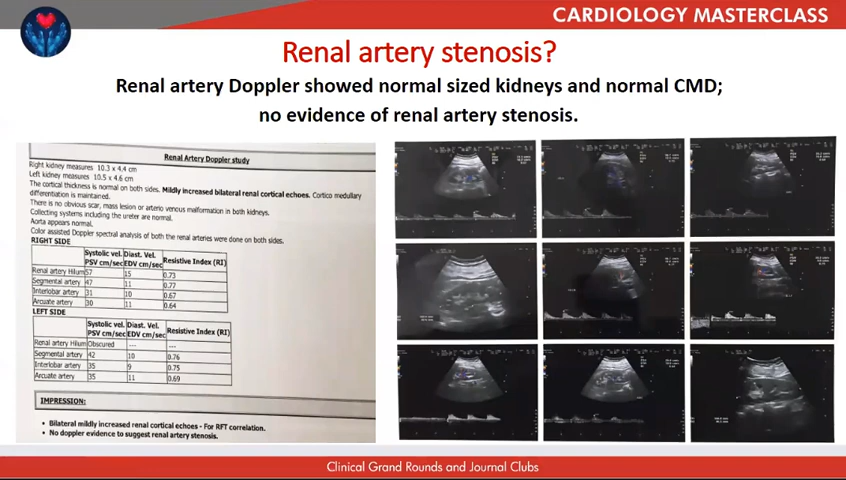 CARDIOLOGY MASTERCLASS
Renal artery stenosis?
Renal artery Doppler showed normal sized kidneys and normal CMD;
no evidence of renal artery stenosis.
Renal Artery Doppler study
Right kidney measures 10.3 x 4.4 cm
Left kidney measures 10.5 x 4.6 cm
The cortical thickness is normal on both sides. Mildly increased bilateral renal cortical echoes. Cortico medullary
differentiation is maintained.
There is no obvious scar, mass lesion or arterio venous malformation in both kidneys.
Collecting systems including the ureter are normal.
Aorta appears normal.
Color assisted Doppler spectral analysis of both the renal arteries were done on both sides.
RIGHT SIDE
Systolic vel. Diast. Vel. Resistive Index (RI)
PSV cm/sec EDV cm/sec
Renal artery Hilum 57 15 0.73
Segmental artery 47 11 0.77
Interlobar artery 31 10 0.67
Arcuate artery 30 11 0.64
LEFT SIDE
Systolic vel. Diast. Vel. Resistive Index (RI)
PSV cm/sec EDV cm/sec
Renal artery Hilum Obscured --- ---
Segmental artery 42 10 0.76
Interlobar artery 35 9 0.75
Arcuate artery 35 11 0.69
IMPRESSION:
• Bilateral mildly increased renal cortical echoes - For RFT correlation.
• No doppler evidence to suggest renal artery stenosis.
Clinical Grand Rounds and Journal Clubs